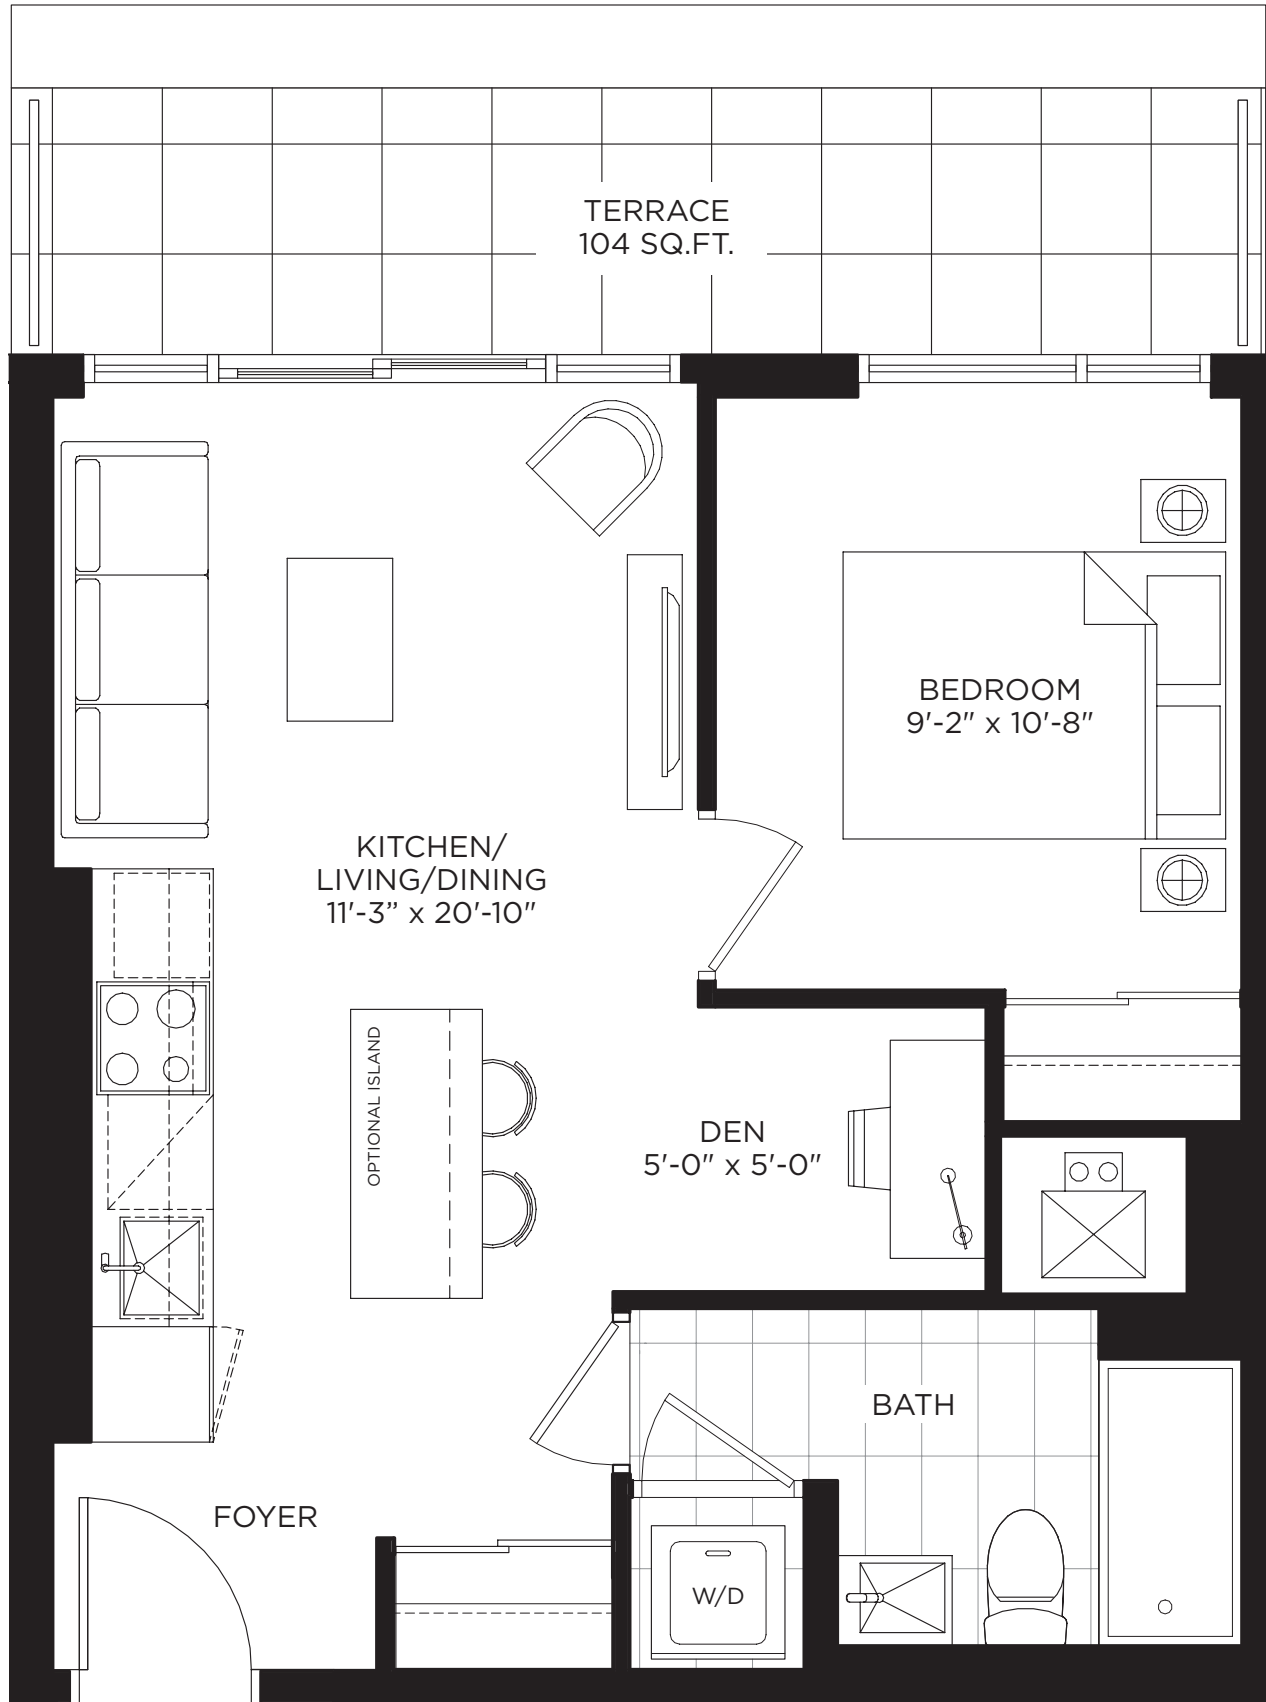 TERRACE
104 SQ.FT.
BEDROOM
9'-2" x 10'-8"
KITCHEN/
LIVING/DINING
11'-3” x 20'-10"
OPTIONAL ISLAND
DEN
5'-0" x 5'-0"
BATH
FOYER
W/D